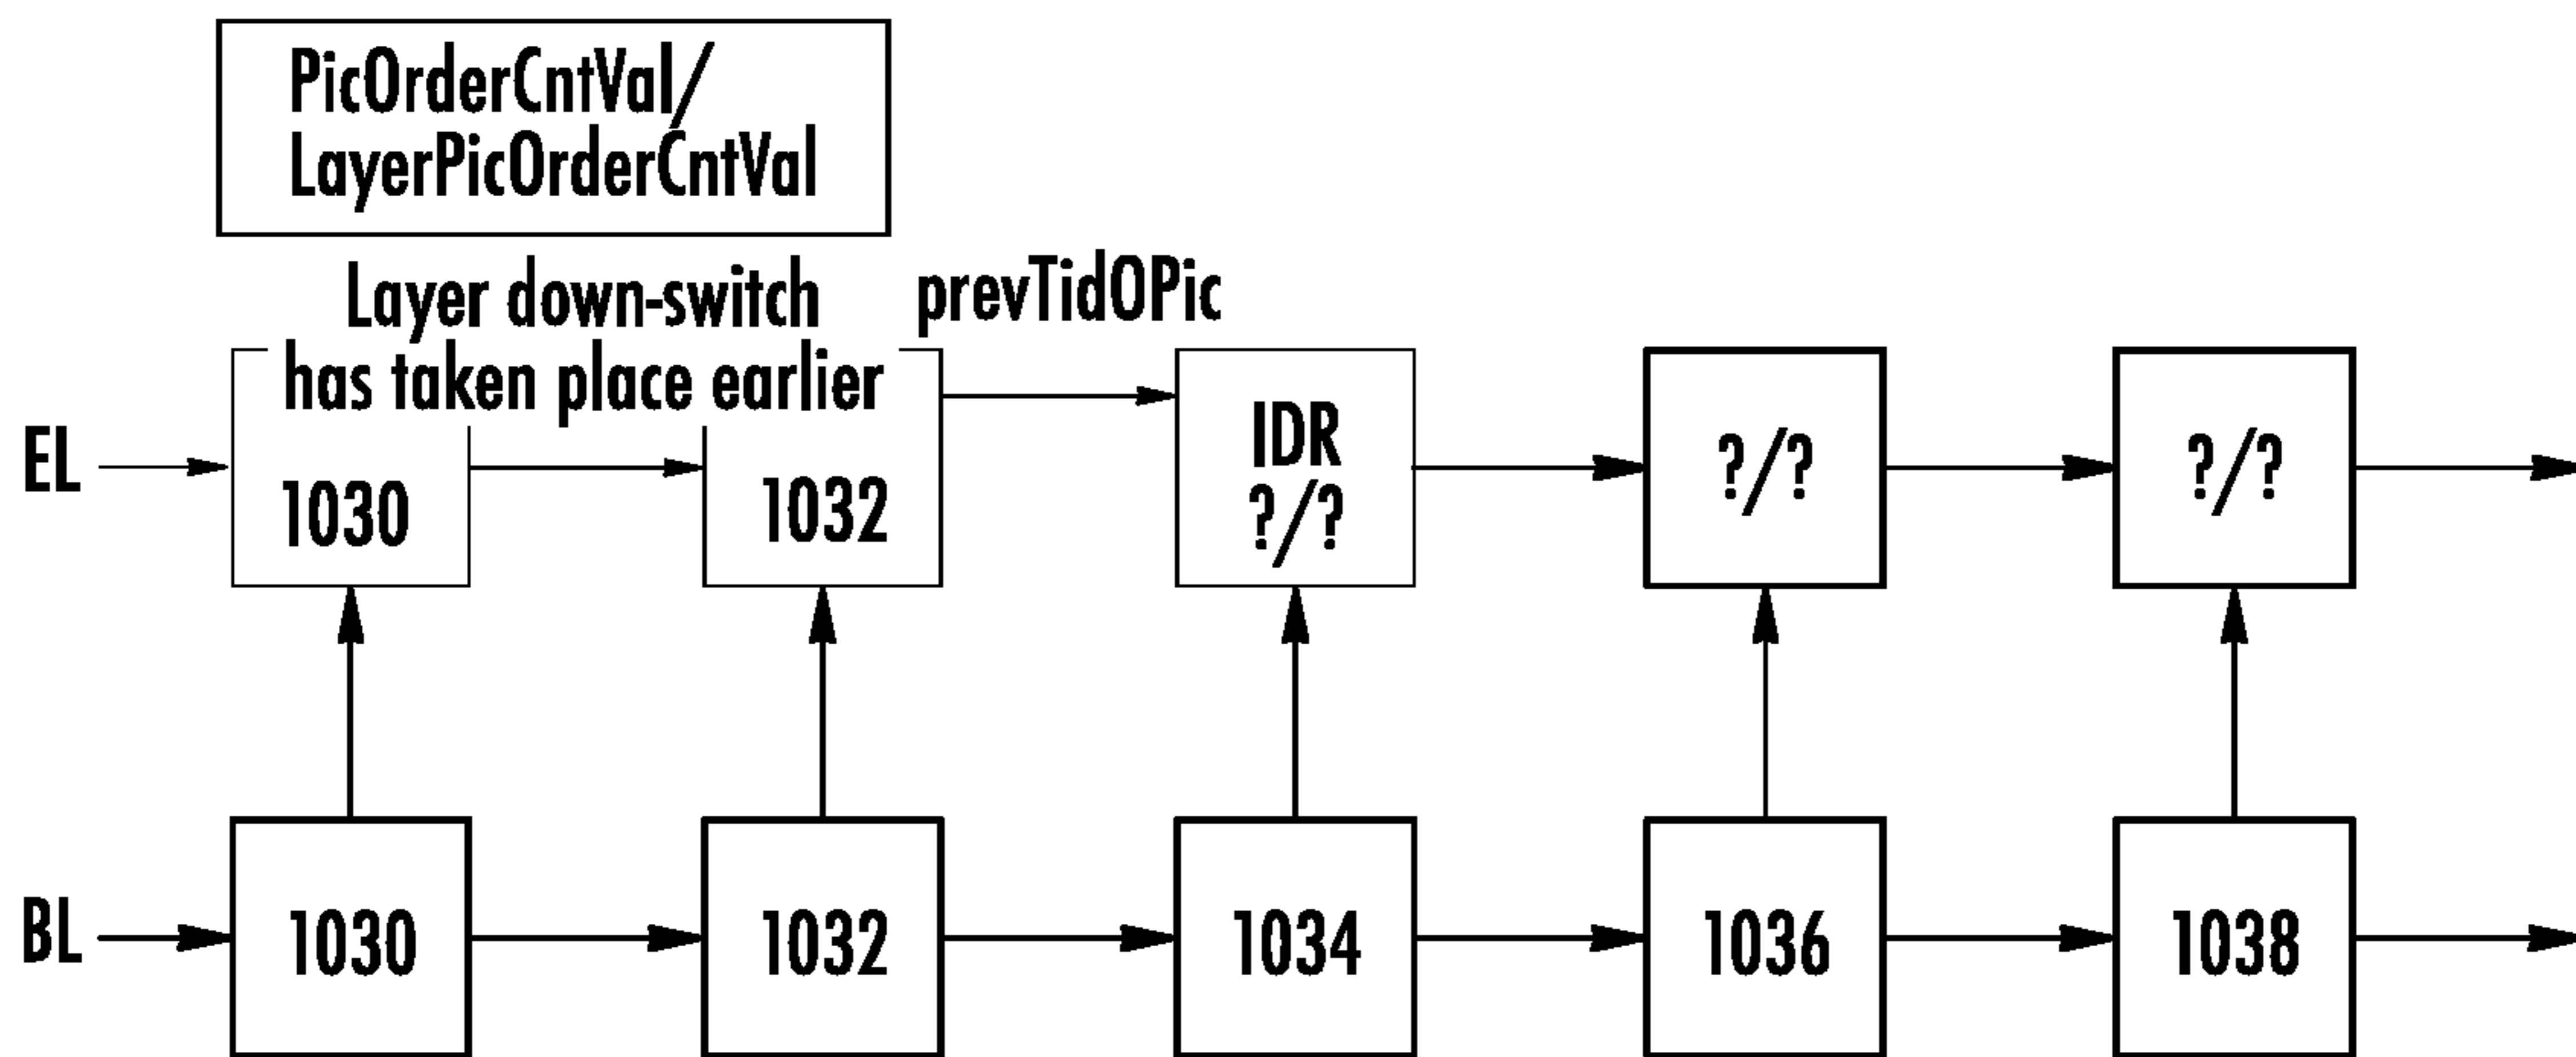 PicOrderCntVal/
LayerPicOrderCntVal
Layer down-switch
has taken place earlier
prevTidOPic
EL
1030
1032
IDR
?/?
?/?
?/?
BL
1030
1032
1034
1036
1038